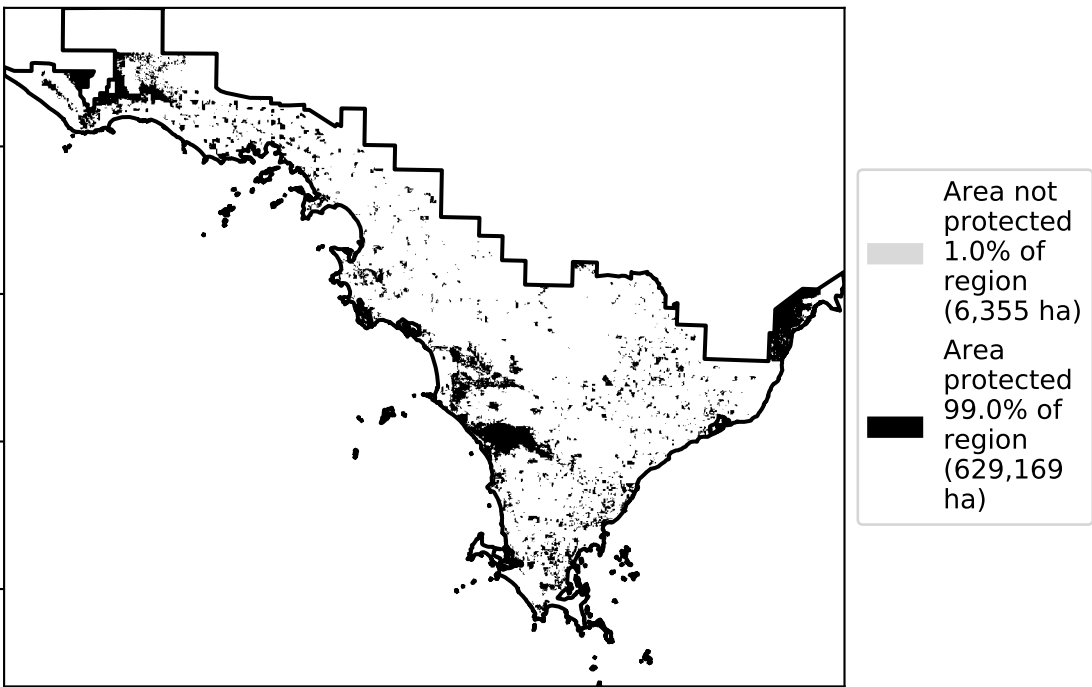 Area not
protected
1.0% of
region
(6,355 ha)
Area
protected
99.0% of
region
(629,169
ha)